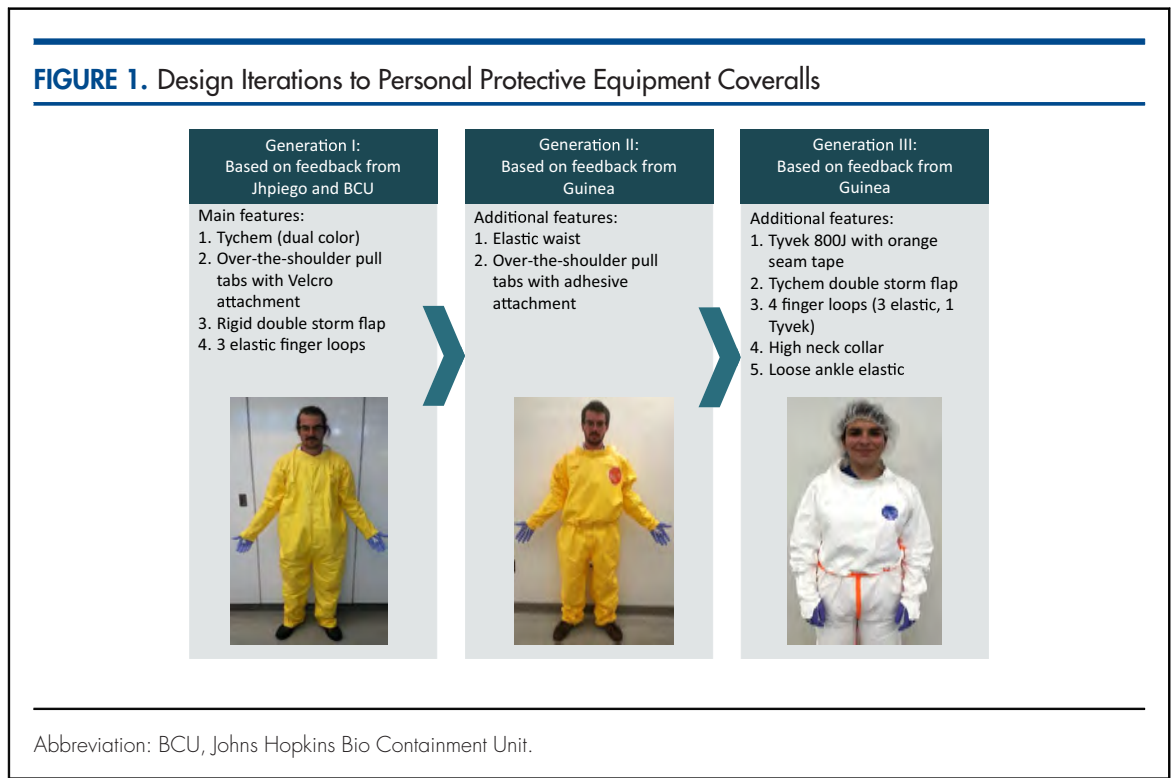 FIGURE 1. Design Iterations to Personal Protective Equipment Coveralls
Generation I:
Based on feedback from
Jhpiego and BCU
Main features:
1. Tychem (dual color)
2. Over-the-shoulder pull
tabs with Velcro
attachment
3. Rigid double storm flap
4. 3 elastic finger loops
Generation II:
Based on feedback from
Guinea
Additional features:
1. Elastic waist
2. Over-the-shoulder pull
tabs with adhesive
attachment
Generation III:
Based on feedback from
Guinea
Additional features:
1. Tyvek 800J with orange
seam tape
2. Tychem double storm flap
3. 4 finger loops (3 elastic, 1
Tyvek)
4. High neck collar
5. Loose ankle elastic
Abbreviation: BCU, Johns Hopkins Bio Containment Unit.